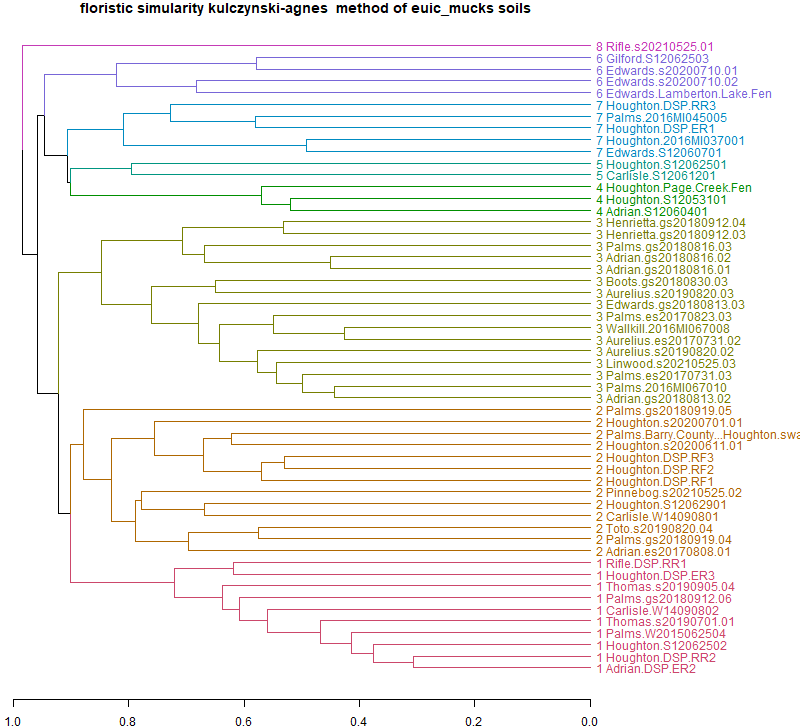 floristic simularity kulczynski-agnes method of euic_mucks soils
8 Rifle.s20210525.01
6 Gilford.S12062503
6 Edwards.s20200710.01
6 Edwards.s20200710.02
6 Edwards.Lamberton.Lake.Fen
7 Houghton.DSP.RR3
7 Palms.2016MI045005
7 Houghton.DSP.ER1
7 Houghton.2016MI037001
7 Edwards.S12060701
5 Houghton.S12062501
5 Carlisle.S12061201
4 Houghton.Page.Creek.Fen
4 Houghton.S12053101
4 Adrian.S12060401
3 Henrietta.gs20180912.04
3 Henrietta.gs20180912.03
3 Palms.gs20180816.03
3 Adrian.gs20180816.02
3 Adrian.gs20180816.01
3 Boots.gs20180830.03
3 Aurelius.s20190820.03
3 Edwards.gs20180813.03
3 Palms.es20170823.03
3 Wallkill.2016MI067008
3 Aurelius.es20170731.02
3 Aurelius.s20190820.02
3 Linwood.s20210525.03
3 Palms.es20170731.03
3 Palms.2016MI067010
3 Adrian.gs20180813.02
2 Palms.gs20180919.05
2 Houghton.s20200701.01
2 Palms.Barry.County...Houghton.swa
2 Houghton.s20200611.01
2 Houghton.DSP.RF3
2 Houghton.DSP.RF2
2 Houghton.DSP.RF1
2 Pinnebog.s20210525.02
2 Houghton.S12062901
2 Carlisle.W14090801
2 Toto.s20190820.04
2 Palms.gs20180919.04
2 Adrian.es20170808.01
1 Rifle.DSP.RR1
1 Houghton.DSP.ER3
1 Thomas.s20190905.04
1 Palms.gs20180912.06
1 Carlisle.W14090802
1 Thomas.s20190701.01
1 Palms.W2015062504
1 Houghton.S12062502
1 Houghton.DSP.RR2
1 Adrian.DSP.ER2
1.0 0.8 0.6 0.4 0.2 0.0